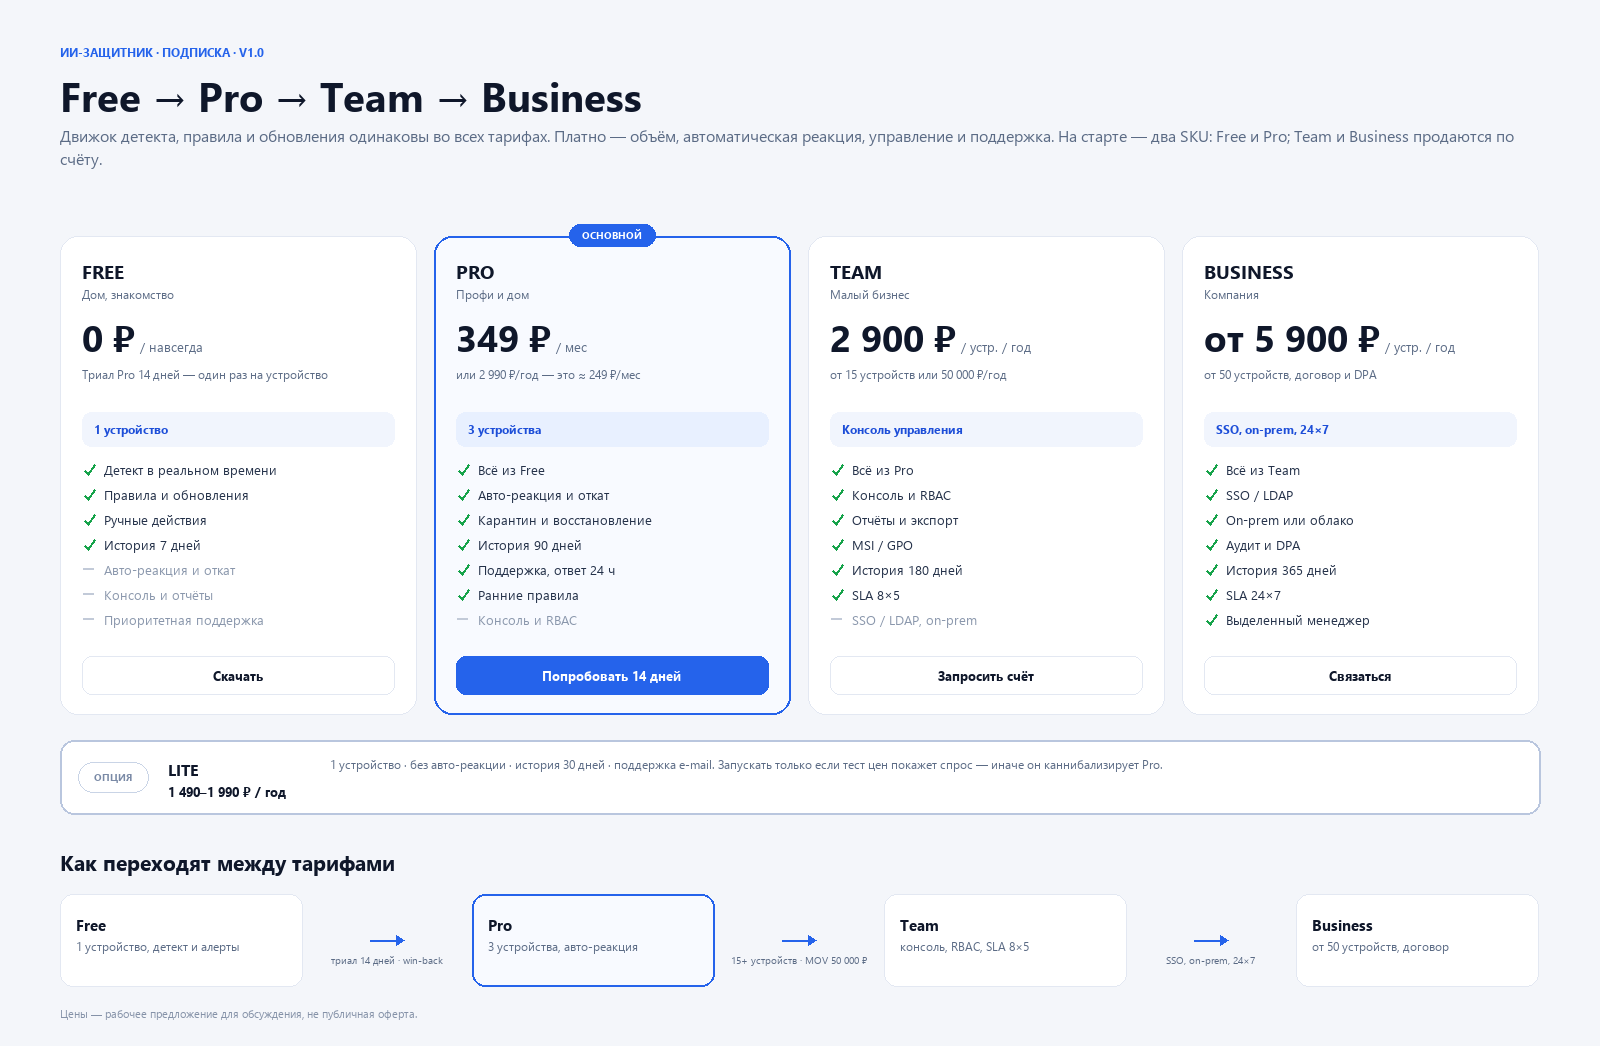 ИИ-ЗАЩИТНИК · ПОДПИСКА · V1.0
Free → Pro → Team → Business
Движок детекта, правила и обновления одинаковы во всех тарифах. Платно — объём, автоматическая реакция, управление и поддержка. На старте — два SKU: Free и Pro; Team и Business продаются по
счёту.
FREE
Дом, знакомство
0 ₽ / навсегда
Триал Pro 14 дней — один раз на устройство
1 устройство
Детект в реальном времени
Правила и обновления
Ручные действия
История 7 дней
— Авто-реакция и откат
— Консоль и отчёты
— Приоритетная поддержка
Скачать
ОСНОВНОЙ
PRO
Профи и дом
349 ₽ / мес
или 2 990 ₽/год — это ≈ 249 ₽/мес
3 устройства
Всё из Free
Авто-реакция и откат
Карантин и восстановление
История 90 дней
Поддержка, ответ 24 ч
Ранние правила
— Консоль и RBAC
Попробовать 14 дней
TEAM
Малый бизнес
2 900 ₽ / устр. / год
от 15 устройств или 50 000 ₽/год
Консоль управления
Всё из Pro
Консоль и RBAC
Отчёты и экспорт
MSI / GPO
История 180 дней
SLA 8×5
— SSO / LDAP, on-prem
Запросить счёт
BUSINESS
Компания
от 5 900 ₽ / устр. / год
от 50 устройств, договор и DPA
SSO, on-prem, 24×7
Всё из Team
SSO / LDAP
On-prem или облако
Аудит и DPA
История 365 дней
SLA 24×7
Выделенный менеджер
Связаться
ОПЦИЯ
LITE
1 490–1 990 ₽ / год
1 устройство · без авто-реакции · история 30 дней · поддержка e-mail. Запускать только если тест цен покажет спрос — иначе он каннибализирует Pro.
Как переходят между тарифами
Free
1 устройство, детект и алерты
триал 14 дней · win-back
Pro
3 устройства, авто-реакция
15+ устройств · MOV 50 000 ₽
Team
консоль, RBAC, SLA 8×5
SSO, on-prem, 24×7
Business
от 50 устройств, договор
Цены — рабочее предложение для обсуждения, не публичная оферта.